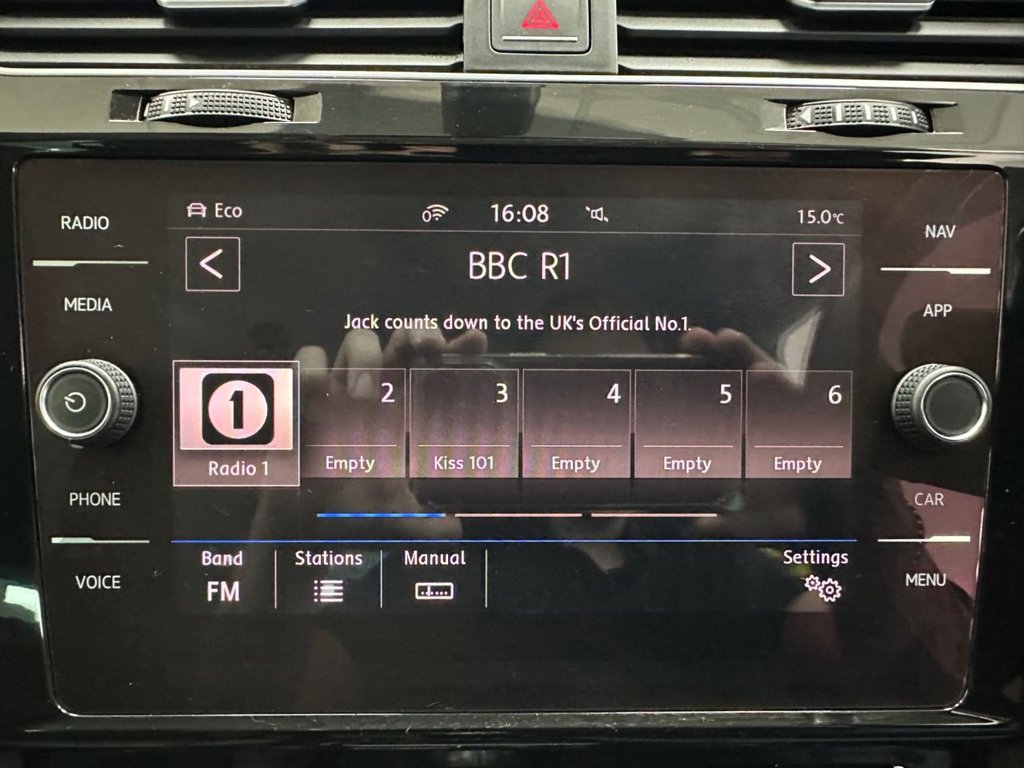 RADIO
MEDIA
PHONE
VOICE
Eco
0
16:08
15.0°C
<
BBC R1
>
Jack counts down to the UK's Official No.1.
1
2
3
4
5
6
Radio 1
Empty
Kiss 101
Empty
Empty
Empty
Band
Stations
Manual
Settings
FM
NAV
APP
CAR
MENU